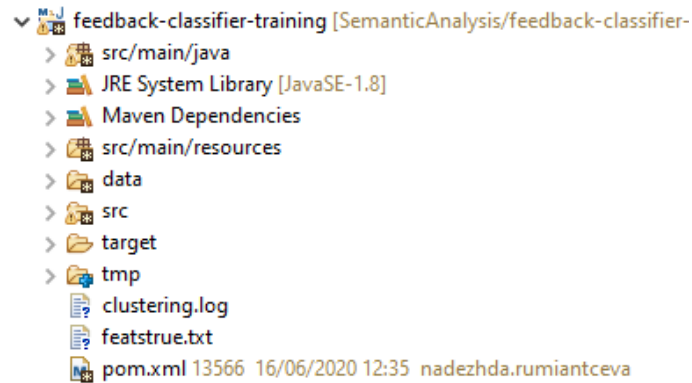 feedback-classifier-training [SemanticAnalysis/feedback-classifier-
src/main/java
JRE System Library [JavaSE-1.8]
Maven Dependencies
src/main/resources
data
src
target
tmp
clustering.log
featstrue.txt
pom.xml 13566 16/06/2020 12:35 nadezhda.rumiantceva